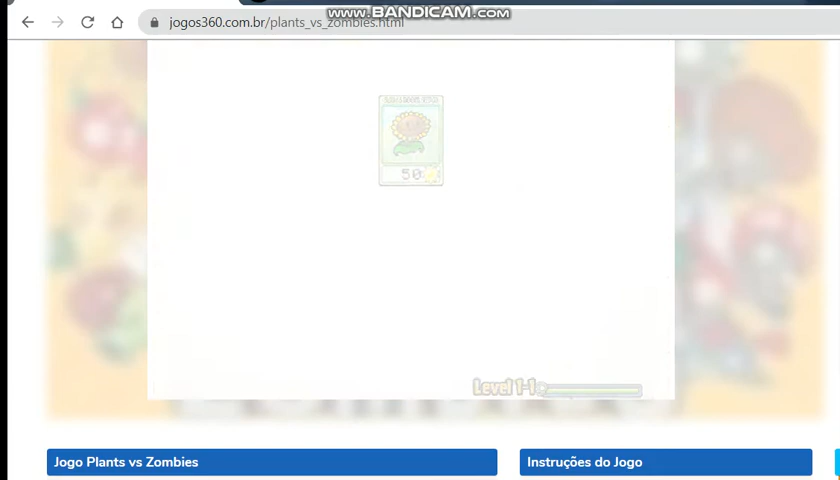 www.BANDICAM.com
jogos360.com.br/plants_vs_zombies.html
50
Level 1-1
Jogo Plants vs Zombies
Instruções do Jogo